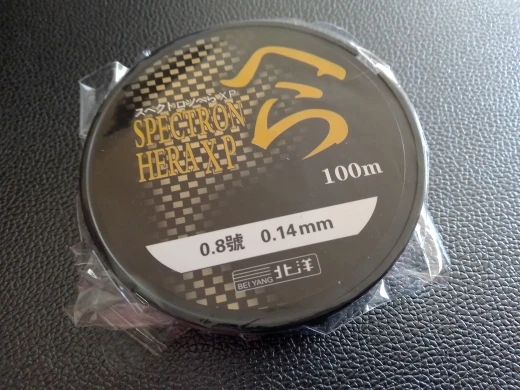 へら
スペクトロンへらXP
SPECTRON
HERA XP
100m
0.8號 0.14mm
北洋
BEI YANG